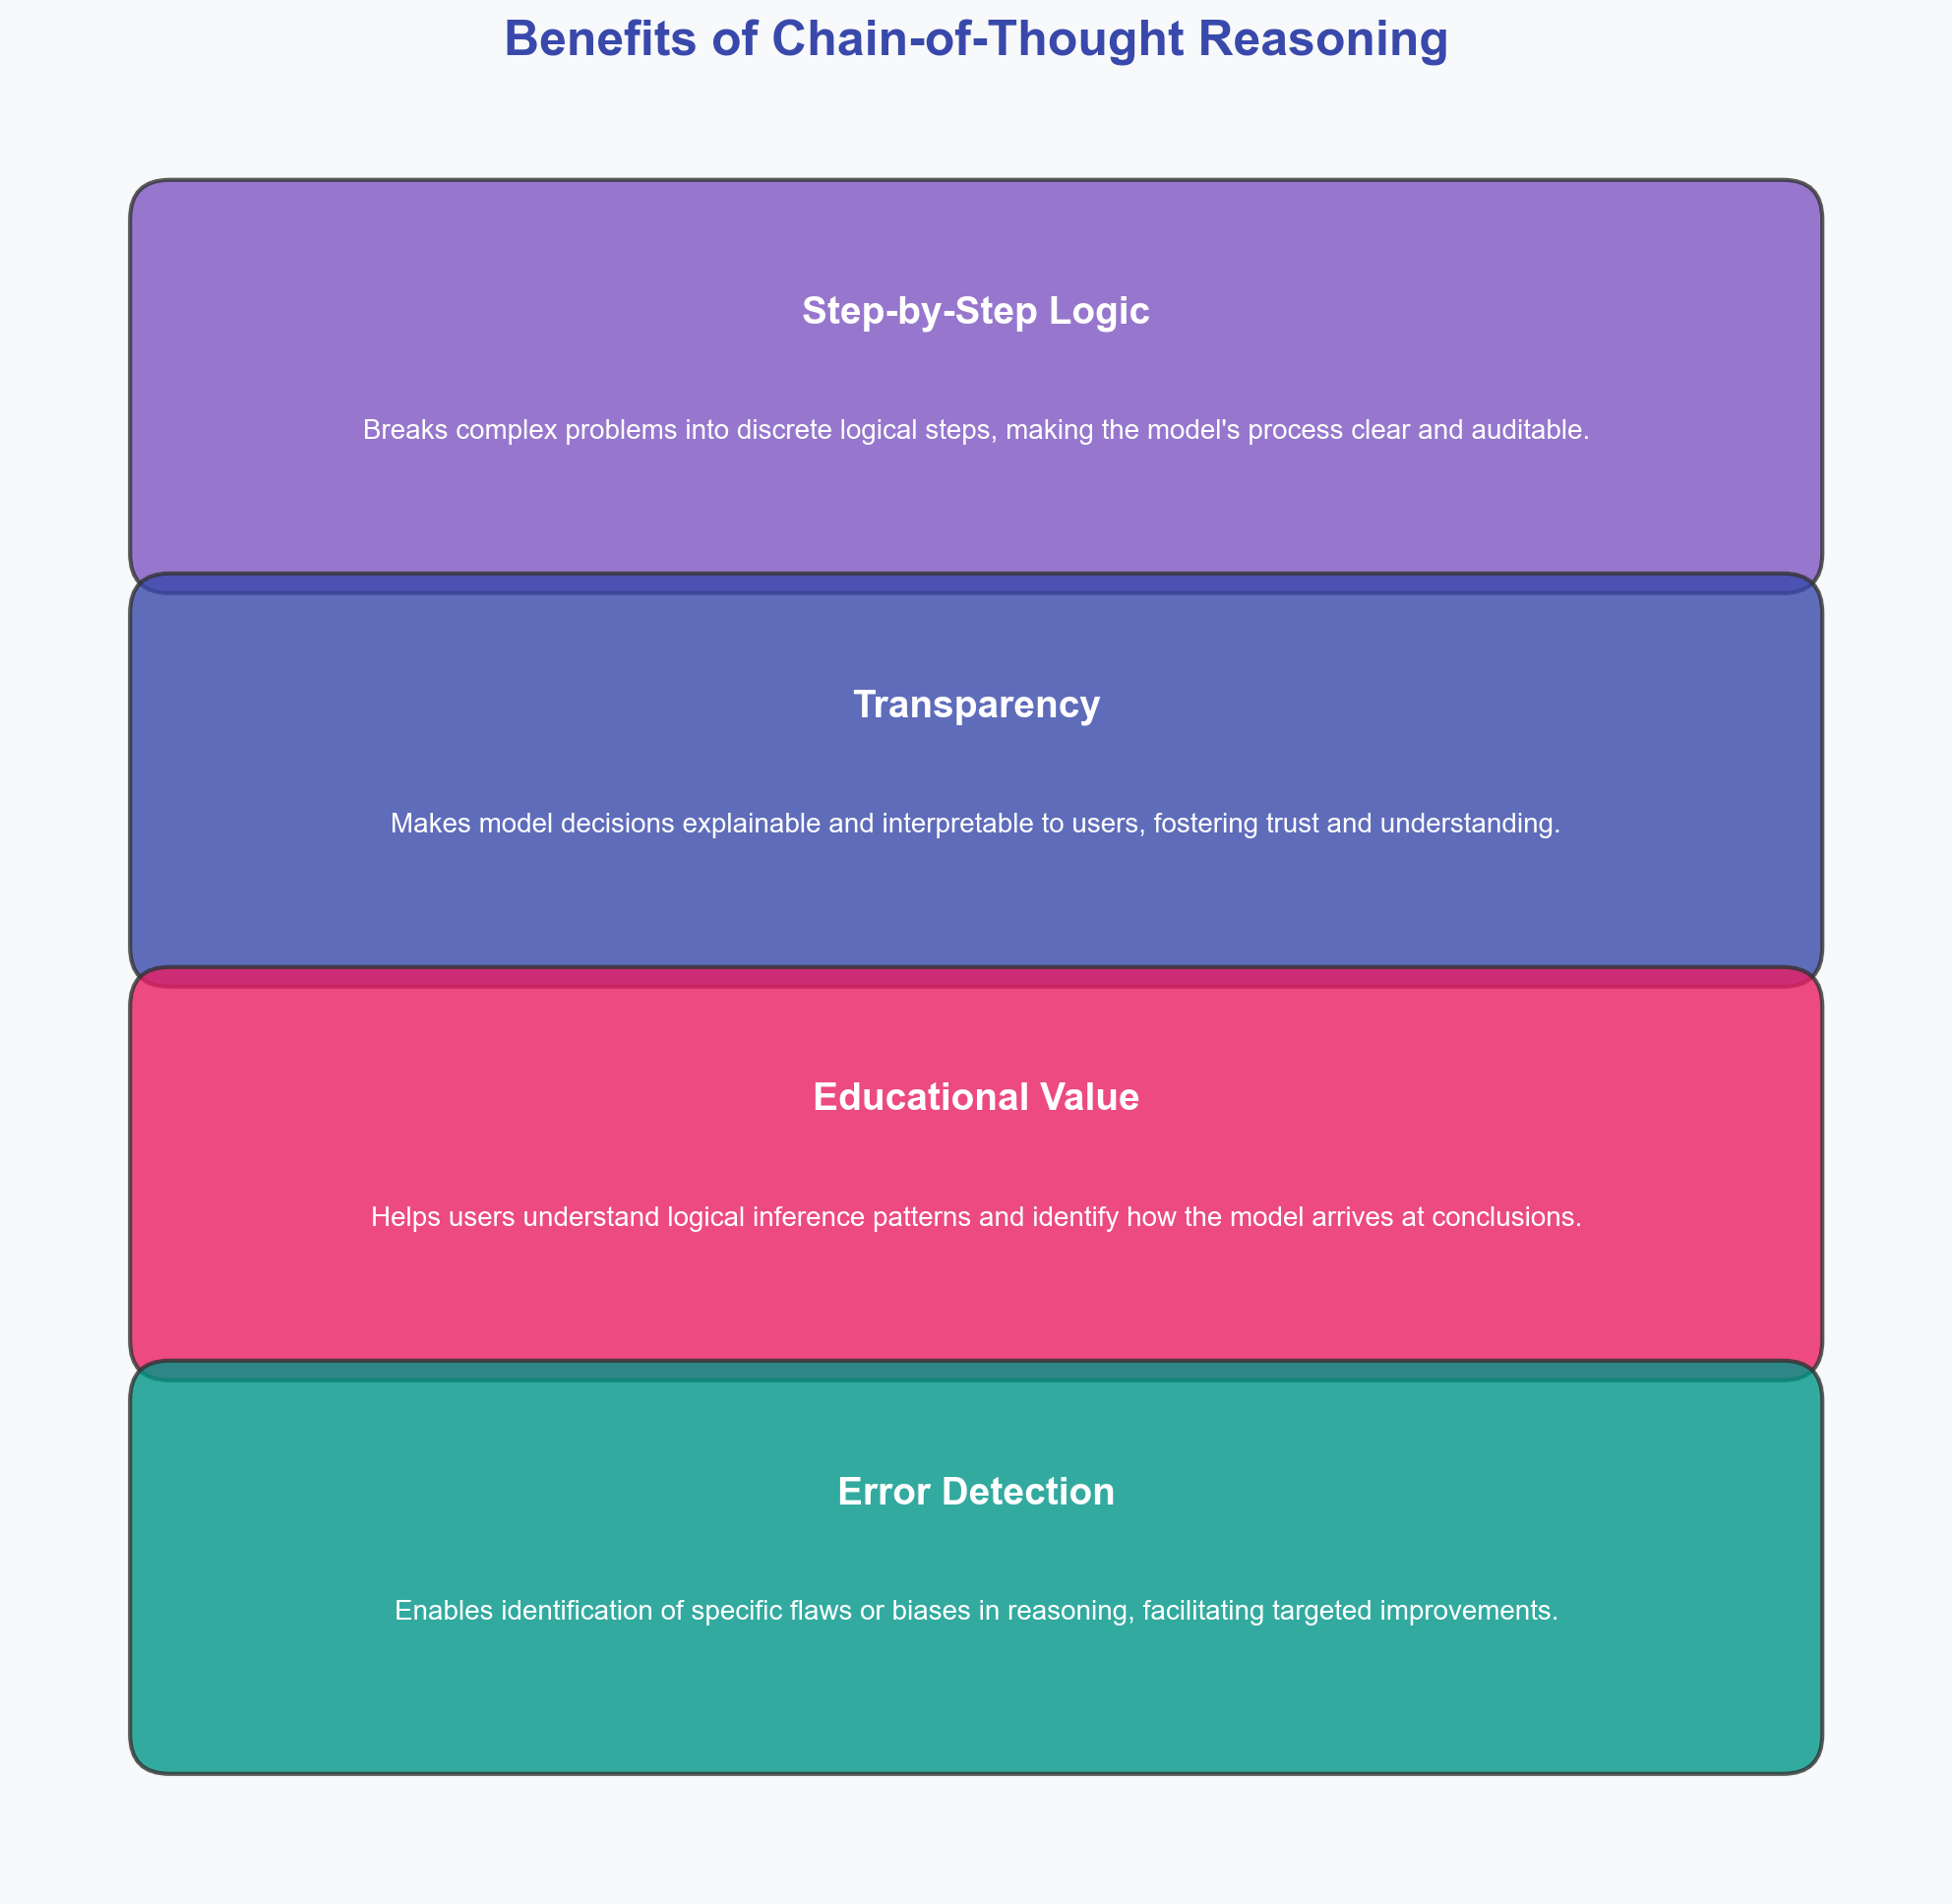 Benefits of Chain-of-Thought Reasoning
Step-by-Step Logic
Breaks complex problems into discrete logical steps, making the model's process clear and auditable.
Transparency
Makes model decisions explainable and interpretable to users, fostering trust and understanding.
Educational Value
Helps users understand logical inference patterns and identify how the model arrives at conclusions.
Error Detection
Enables identification of specific flaws or biases in reasoning, facilitating targeted improvements.